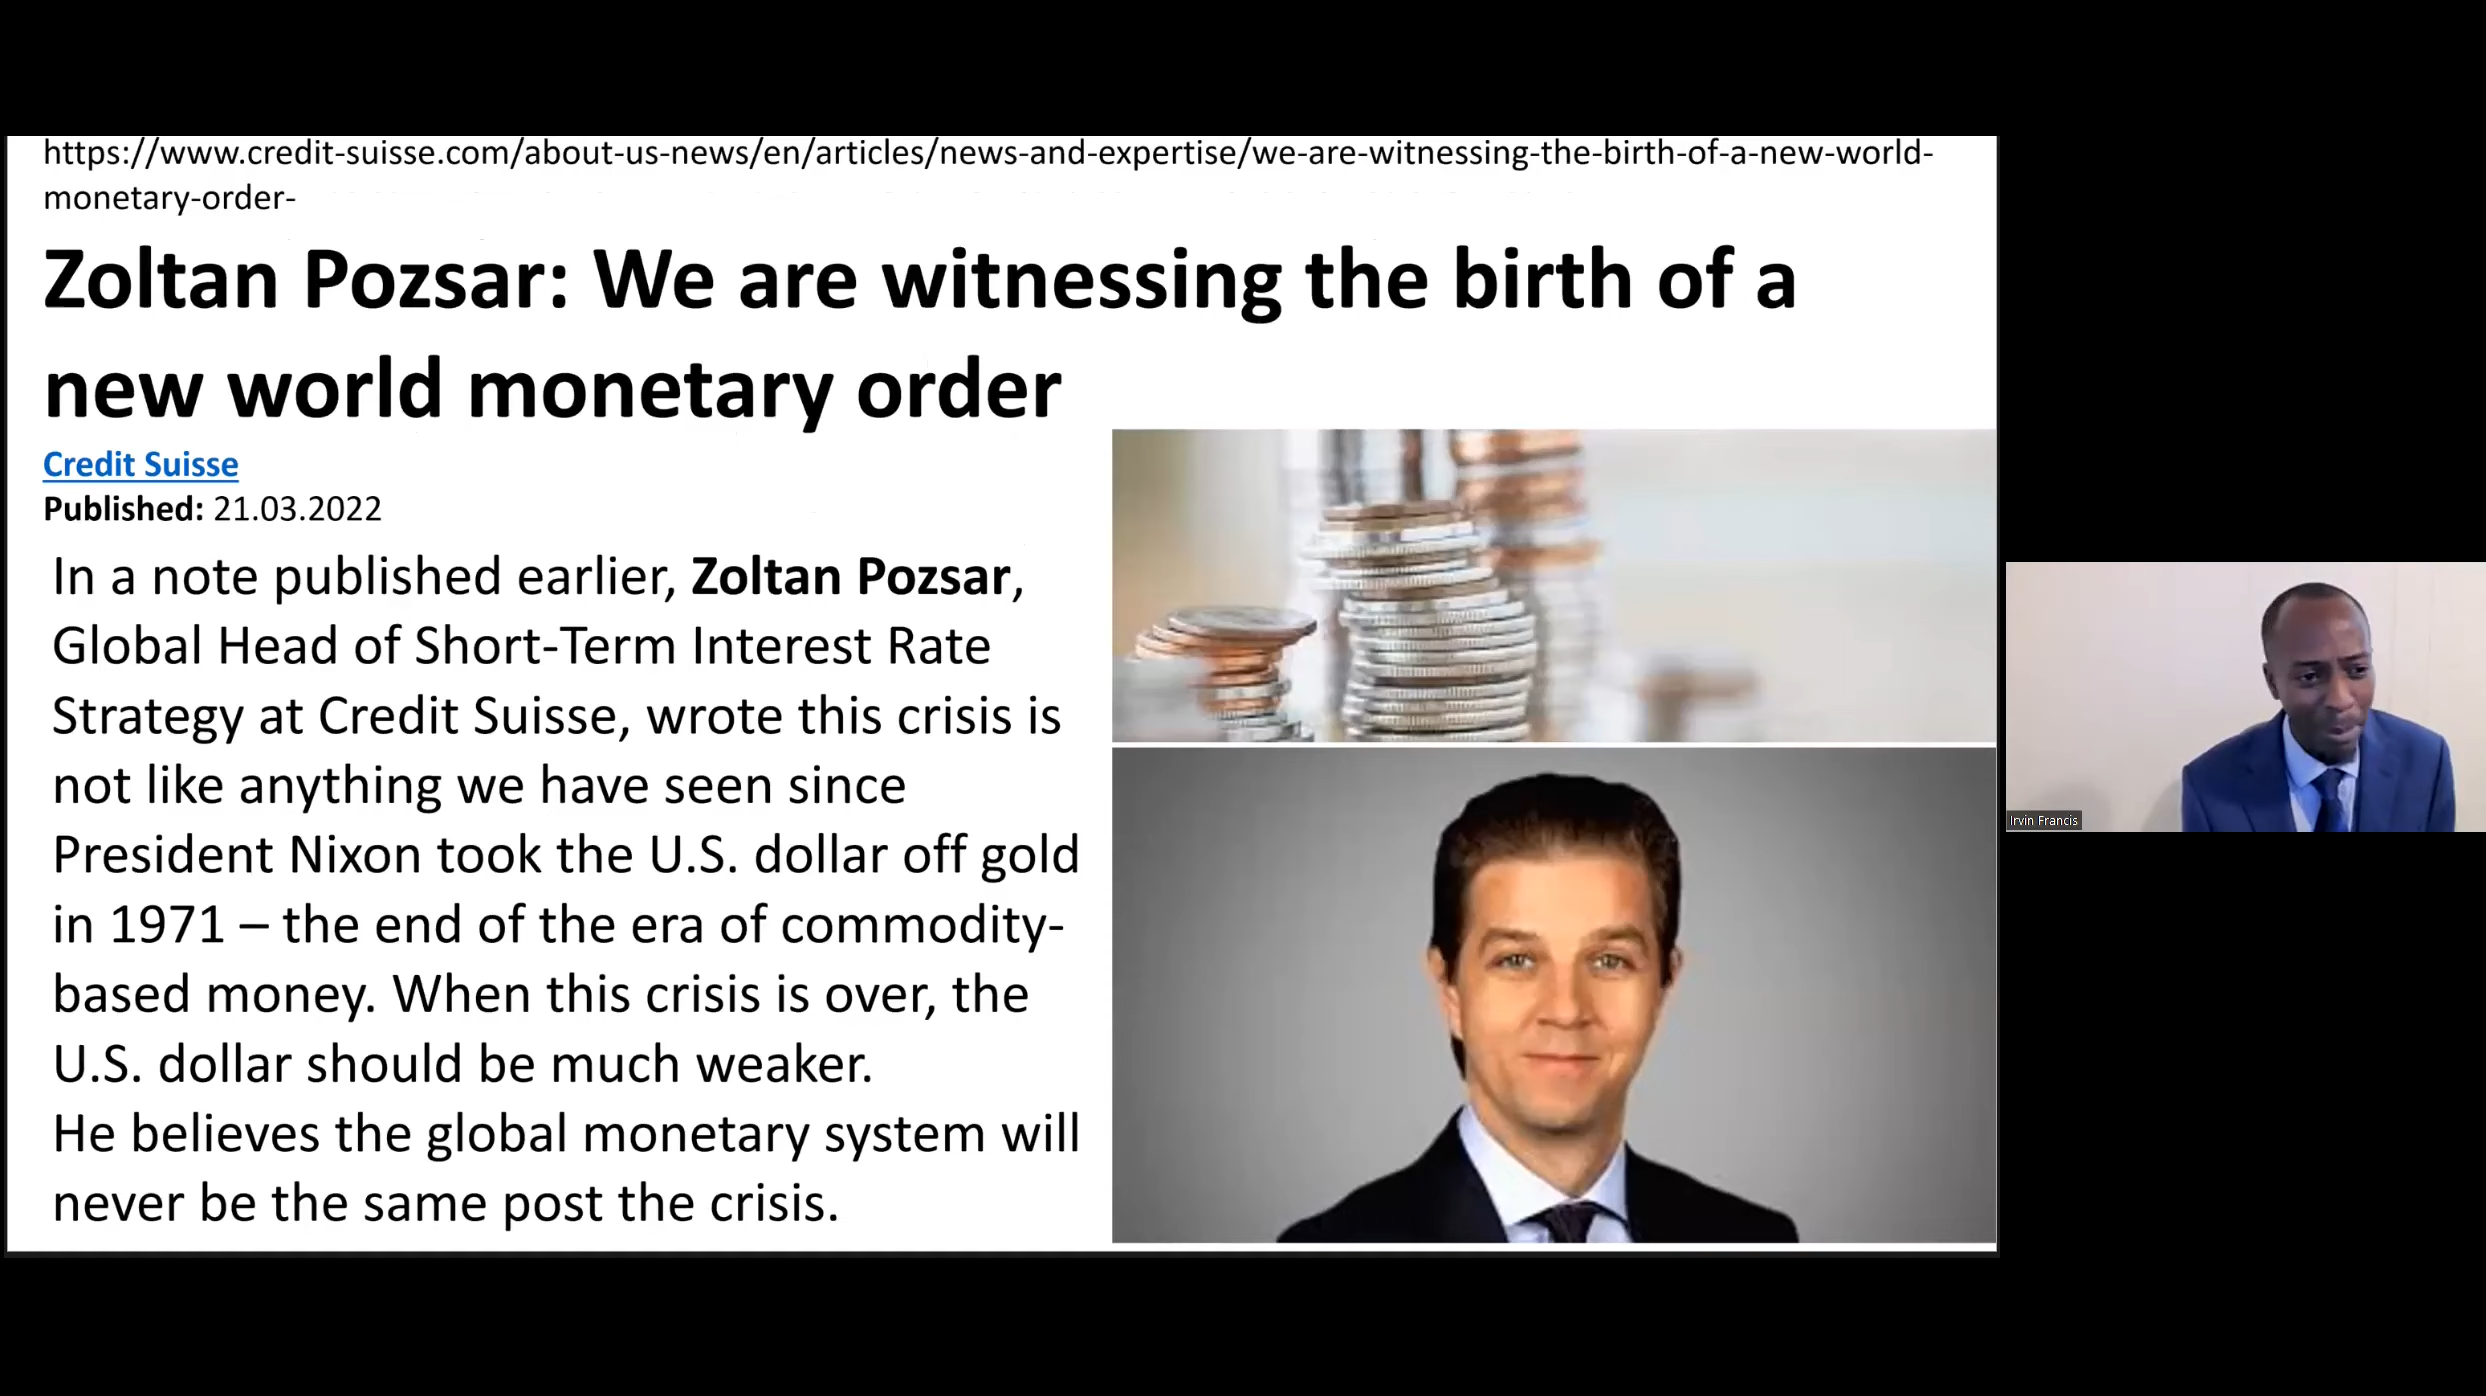 https://www.credit-suisse.com/about-us-news/en/articles/news-and-expertise/we-are-witnessing-the-birth-of-a-new-world-
monetary-order-
Zoltan Pozsar: We are witnessing the birth of a
new world monetary order
Credit Suisse
Published: 21.03.2022
In a note published earlier, Zoltan Pozsar,
Global Head of Short-Term Interest Rate
Strategy at Credit Suisse, wrote this crisis is
not like anything we have seen since
President Nixon took the U.S. dollar off gold
in 1971 – the end of the era of commodity-
based money. When this crisis is over, the
U.S. dollar should be much weaker.
He believes the global monetary system will
never be the same post the crisis.
Irvin Francis